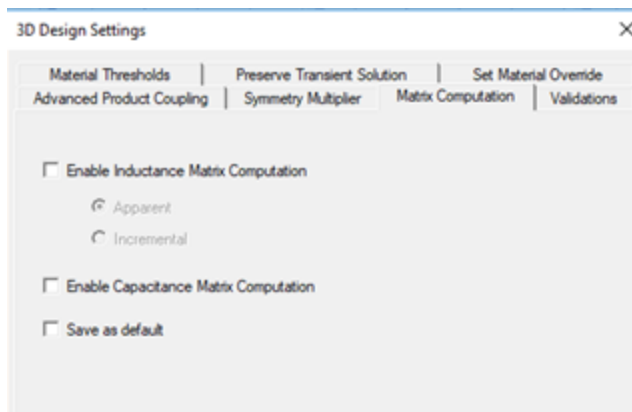 3D Design Settings
Material Thresholds Preserve Transient Solution Set Material Override
Advanced Product Coupling Symmetry Multiplier Matrix Computation Validations
Enable Inductance Matrix Computation
Apparent
Incremental
Enable Capacitance Matrix Computation
Save as default